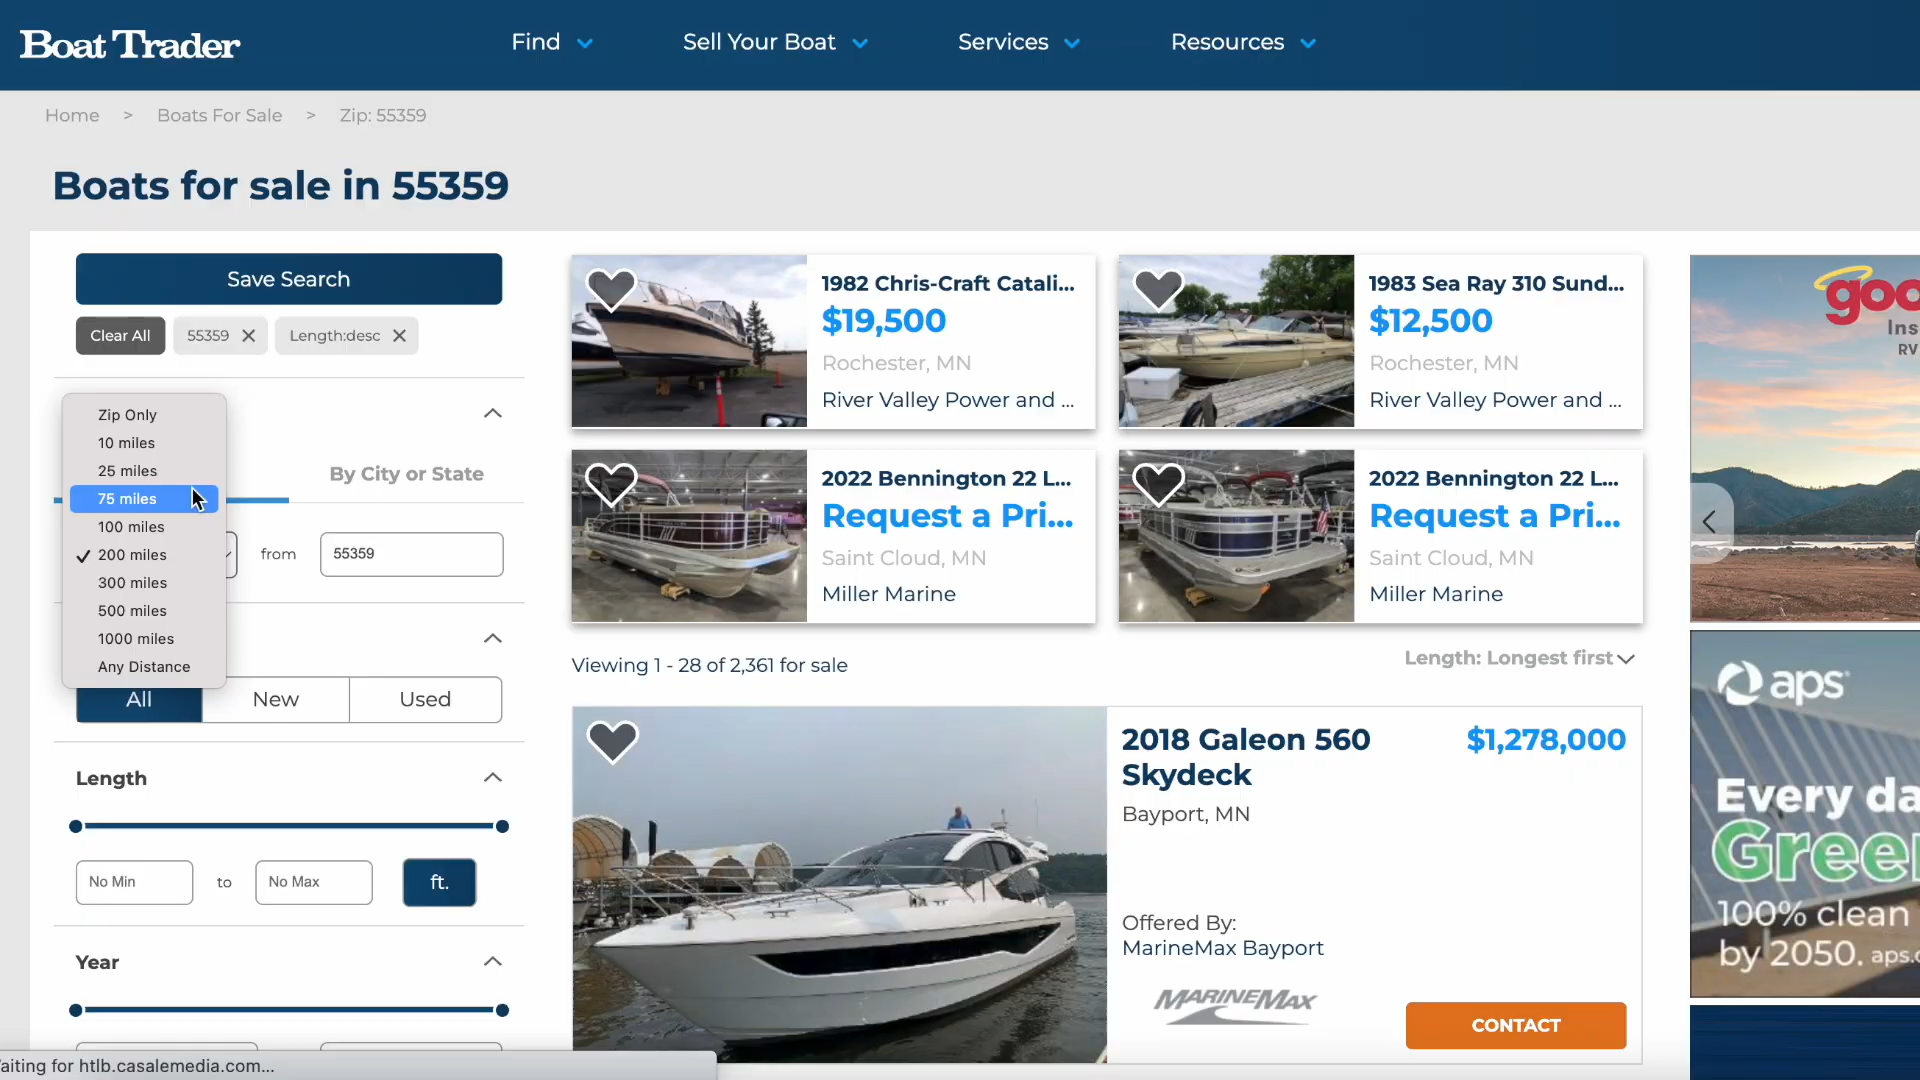 Boat Trader
Find
Sell Your Boat
Services
Resources
Home > Boats For Sale > Zip: 55359
Boats for sale in 55359
Save Search
Clear All
55359
Length:desc
Zip Only
10 miles
25 miles
75 miles
100 miles
200 miles
300 miles
500 miles
1000 miles
Any Distance
By City or State
from
55359
All
New
Used
Length
No Min
to
No Max
ft.
Year
1982 Chris-Craft Catali...
$19,500
Rochester, MN
River Valley Power and ...
1983 Sea Ray 310 Sund...
$12,500
Rochester, MN
River Valley Power and ...
2022 Bennington 22 L...
Request a Pri...
Saint Cloud, MN
Miller Marine
2022 Bennington 22 L...
Request a Pri...
Saint Cloud, MN
Miller Marine
Viewing 1 - 28 of 2,361 for sale
Length: Longest first
2018 Galeon 560
Skydeck
$1,278,000
Bayport, MN
Offered By:
MarineMax Bayport
MARINEMAX
CONTACT
goo
Ins
RV
aps
Every da
Green
100% clean
by 2050. aps.c
aiting for htlb.casalemedia.com...